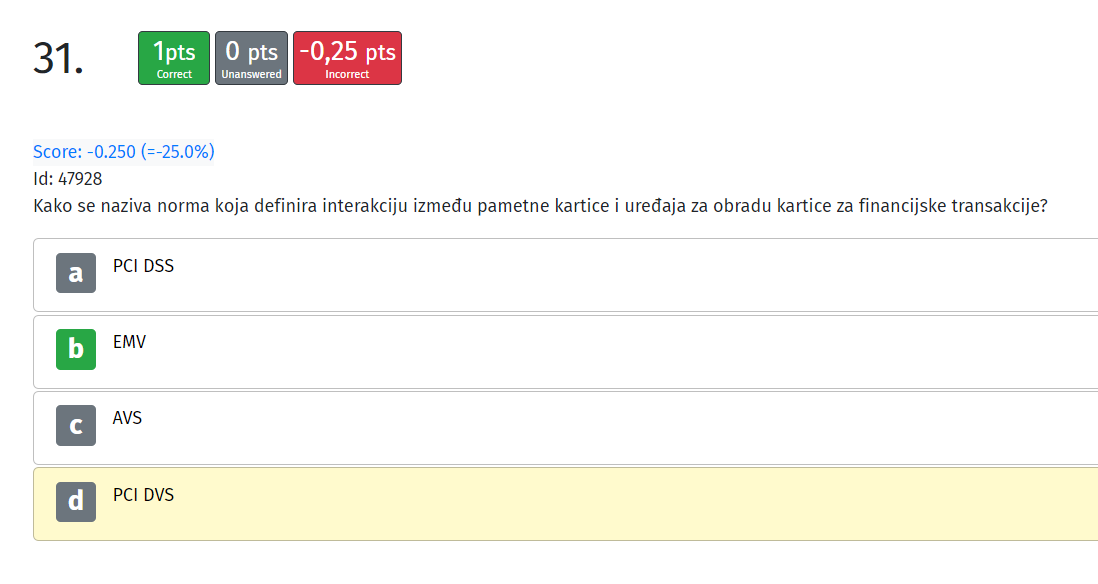 31.
1pts
Correct
0 pts
Unanswered
-0,25 pts
Incorrect
Score: -0.250 (=-25.0%)
Id: 47928
Kako se naziva norma koja definira interakciju između pametne kartice i uređaja za obradu kartice za financijske transakcije?
a PCI DSS
b EMV
c AVS
d PCI DVS